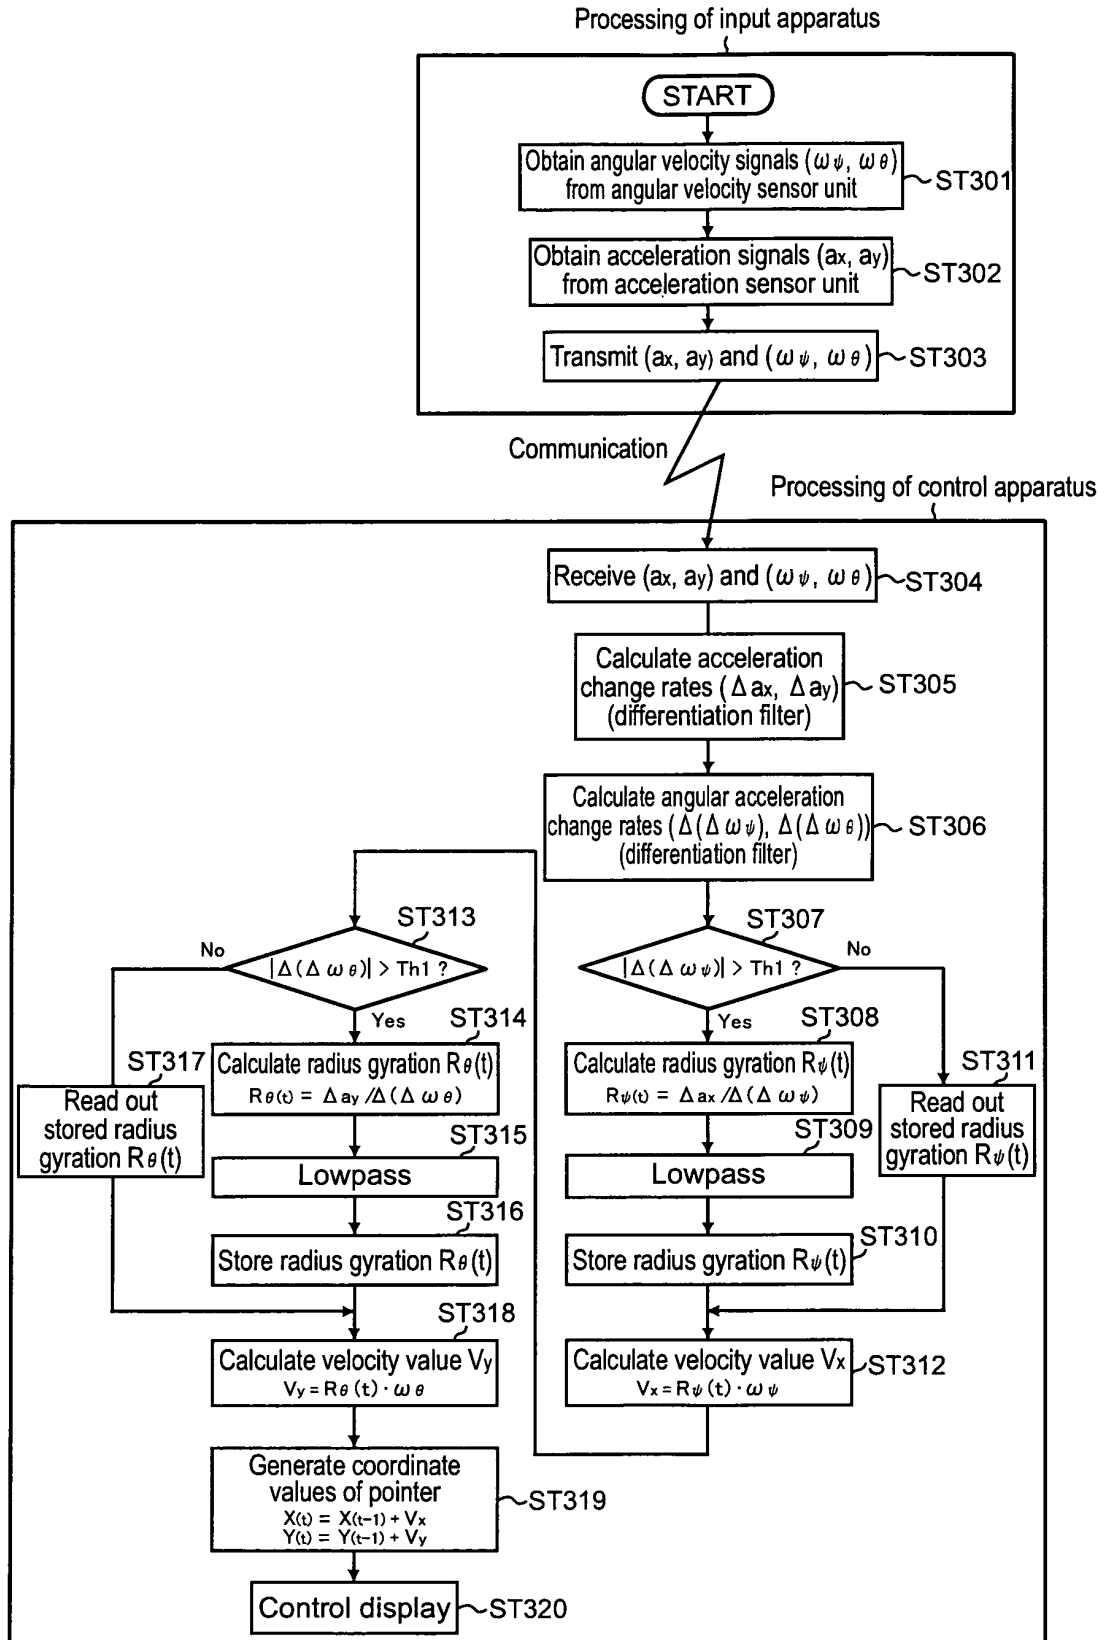 Processing of input apparatus
START
Obtain angular velocity signals (ωψ, ωθ)
from angular velocity sensor unit
ST301
Obtain acceleration signals (ax, ay)
from acceleration sensor unit
ST302
Transmit (ax, ay) and (ωψ, ωθ)
ST303
Communication
Processing of control apparatus
Receive (ax, ay) and (ωψ, ωθ)
ST304
Calculate acceleration
change rates (Δax, Δay)
(differentiation filter)
ST305
Calculate angular acceleration
change rates (Δ(Δωψ), Δ(Δωθ))
(differentiation filter)
ST306
ST307
|Δ(Δωψ)| > Th1 ?
No
Yes
ST308
Calculate radius gyration Rψ(t)
Rψ(t) = Δax/Δ(Δωψ)
ST309
Lowpass
ST310
Store radius gyration Rψ(t)
ST311
Read out
stored radius
gyration Rψ(t)
Calculate velocity value Vx
Vx = Rψ(t)·ωψ
ST312
ST313
|Δ(Δωθ)| > Th1 ?
No
Yes
ST314
Calculate radius gyration Rθ(t)
Rθ(t) = Δay/Δ(Δωθ)
ST315
Lowpass
ST316
Store radius gyration Rθ(t)
ST317
Read out
stored radius
gyration Rθ(t)
ST318
Calculate velocity value Vy
Vy = Rθ(t)·ωθ
Generate coordinate
values of pointer
X(t) = X(t-1) + Vx
Y(t) = Y(t-1) + Vy
ST319
Control display
ST320